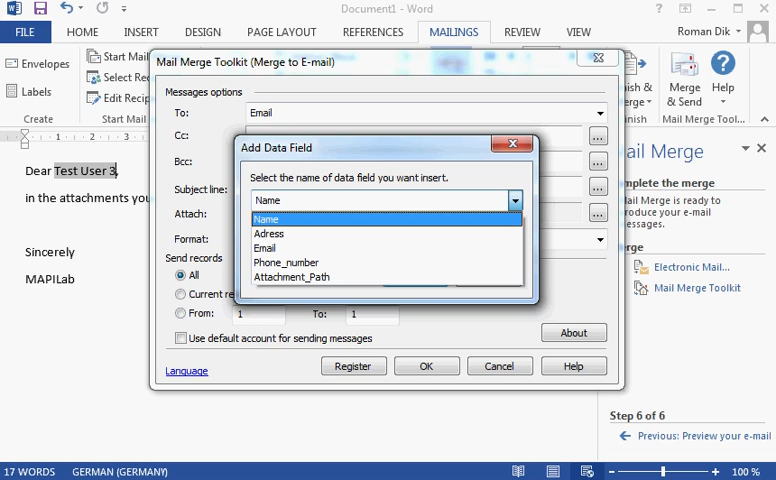 Document1 - Word
FILE HOME INSERT DESIGN PAGE LAYOUT REFERENCES MAILINGS REVIEW VIEW Roman Dik
Envelopes
Labels
Create
Start Mail
Select Rec
Edit Recip
Start Mail
Merge & Send
Help
Mail Merge Tool...
Dear Test User 3,
in the attachments you
Sincerely
MAPILab
Mail Merge Toolkit (Merge to E-mail)
Messages options
To: Email
Cc:
Bcc:
Subject line:
Attach:
Format:
Send records
All
Current re
From: 1 To: 1
Use default account for sending messages
About
Language
Register OK Cancel Help
Add Data Field
Select the name of data field you want insert.
Name
Name
Adress
Email
Phone_number
Attachment_Path
ail Merge
mplete the merge
Mail Merge is ready to
roduce your e-mail
messages.
rge
Electronic Mail...
Mail Merge Toolkit
Step 6 of 6
Previous: Preview your e-mail
17 WORDS GERMAN (GERMANY) 100 %